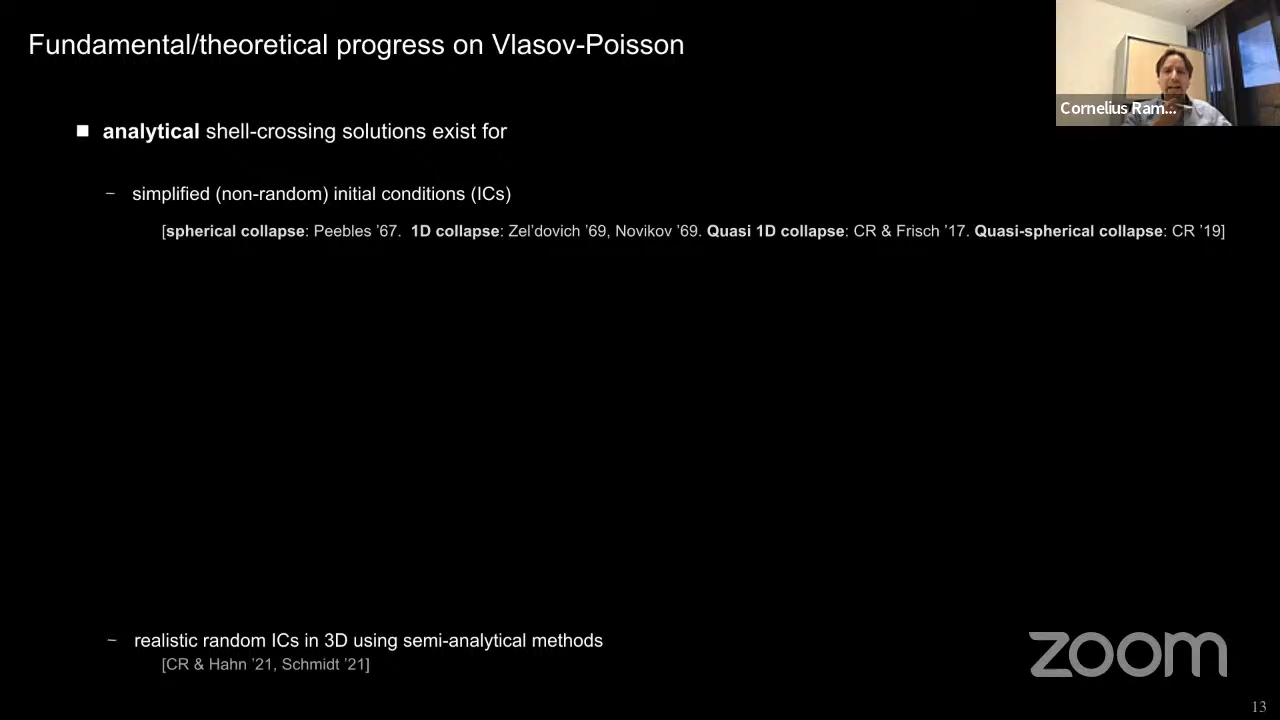 Fundamental/theoretical progress on Vlasov-Poisson
Cornelius Ram...
■ analytical shell-crossing solutions exist for
– simplified (non-random) initial conditions (ICs)
[spherical collapse: Peebles ’67. 1D collapse: Zel’dovich ’69, Novikov ’69. Quasi 1D collapse: CR & Frisch ’17. Quasi-spherical collapse: CR ’19]
– realistic random ICs in 3D using semi-analytical methods
[CR & Hahn ’21, Schmidt ’21]
zoom
13